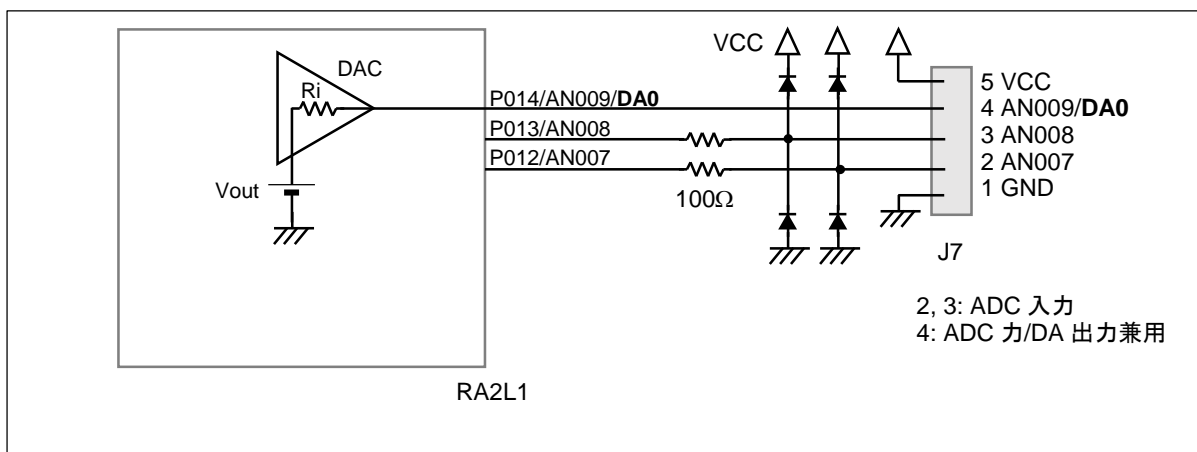 DAC
Ri
Vout
P014/AN009/DA0
P013/AN008
P012/AN007
100Ω
VCC
5 VCC
4 AN009/DA0
3 AN008
2 AN007
1 GND
J7
2, 3: ADC 入力
4: ADC 力/DA 出力兼用
RA2L1